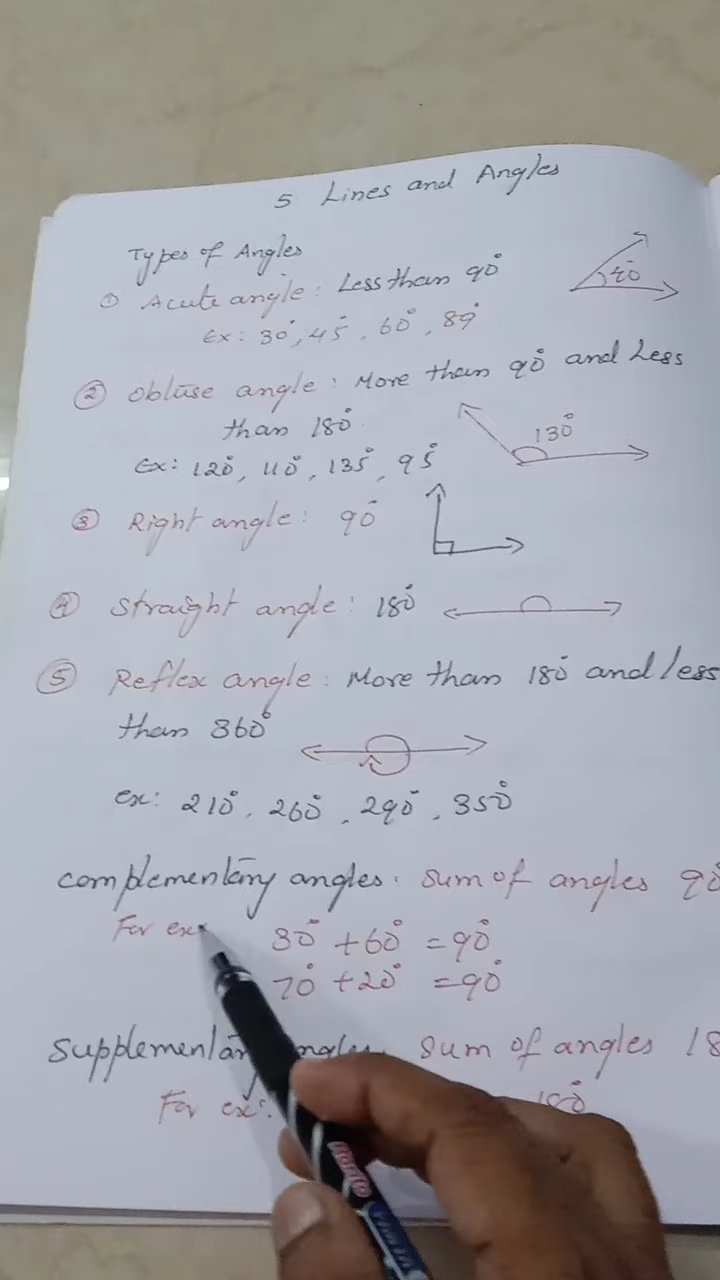 5 Lines and Angles
Types of Angles
① Acute angle: Less than 90°
40°
Ex: 30°, 45°, 60°, 89°
② Obtuse angle: More than 90° and Less
than 180°
130°
Ex: 120°, 110°, 135°, 95°
③ Right angle: 90°
④ Straight angle: 180°
⑤ Reflex angle: More than 180° and less
than 360°
ex: 210°, 260°, 290°, 350°
Complementary angles. Sum of angles 90
For ex
30° + 60° = 90°
70° + 20° = 90°
Supplementary angles. Sum of angles 18
For ex: 180°